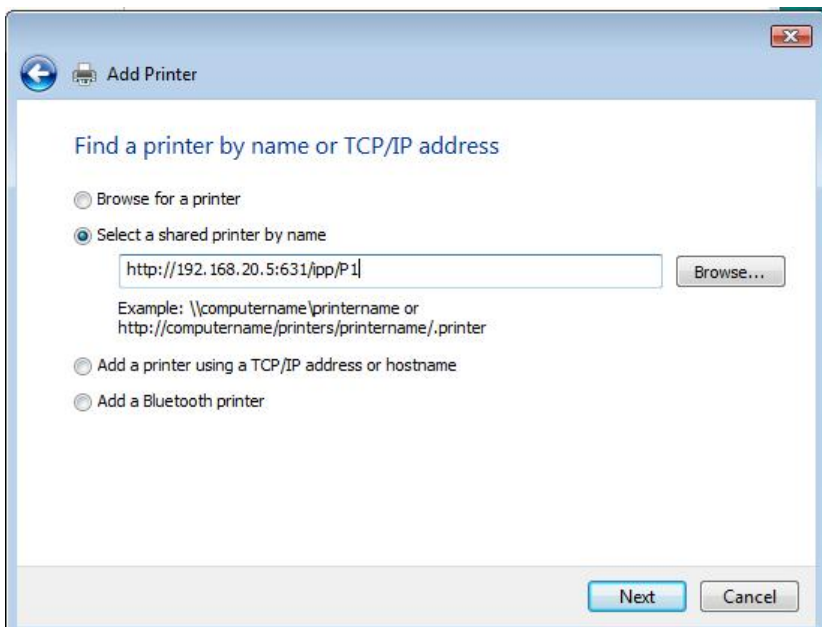 Add Printer
Find a printer by name or TCP/IP address
Browse for a printer
Select a shared printer by name
http://192.168.20.5:631/ipp/P1
Browse...
Example: \\computername\printername or
http://computername/printers/printername/.printer
Add a printer using a TCP/IP address or hostname
Add a Bluetooth printer
Next
Cancel